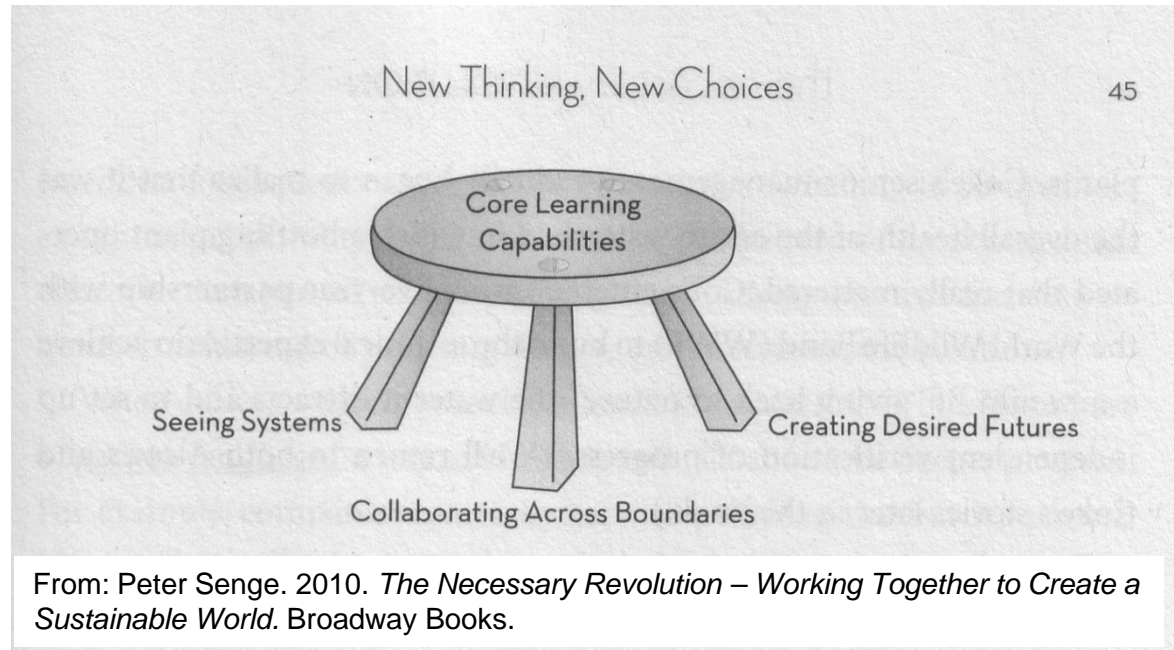 New Thinking, New Choices 45
Core Learning
Capabilities
Seeing Systems
Creating Desired Futures
Collaborating Across Boundaries
From: Peter Senge. 2010. The Necessary Revolution – Working Together to Create a
Sustainable World. Broadway Books.